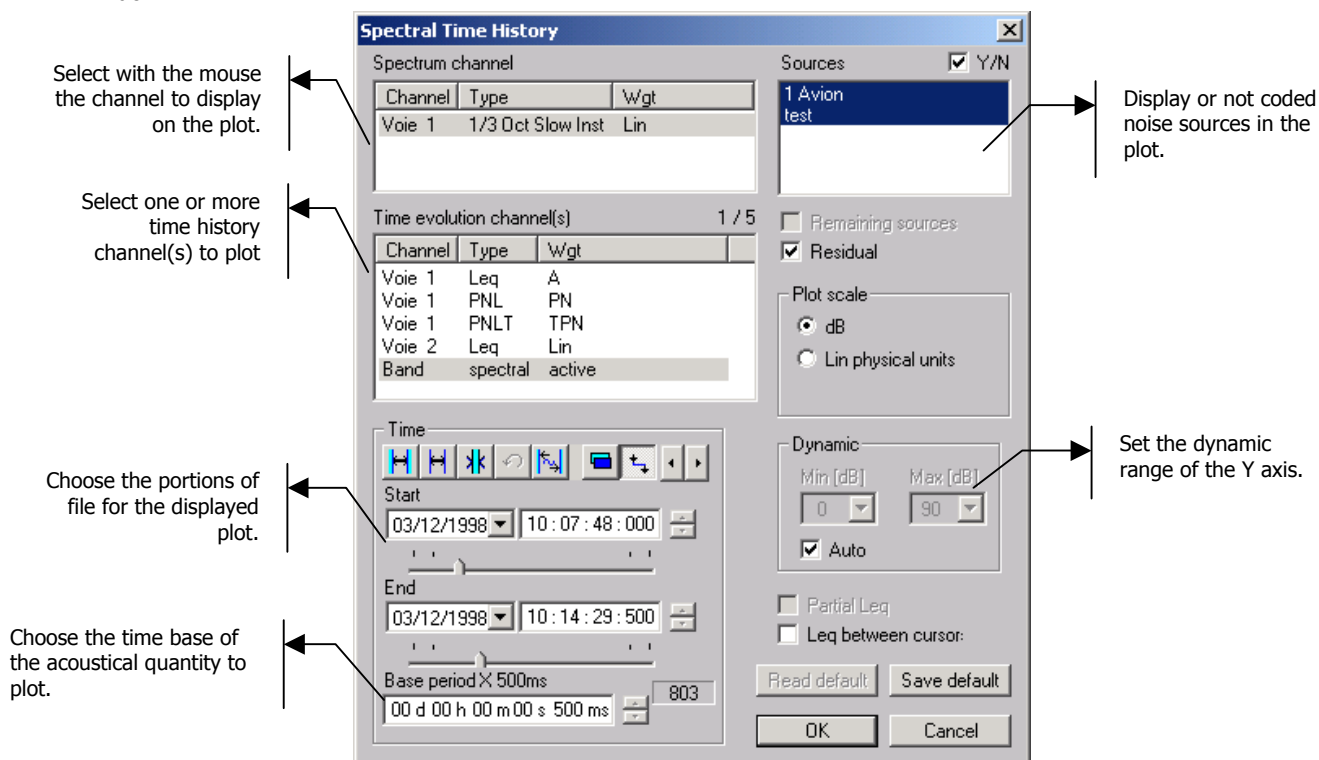 Spectral Time History
Select with the mouse
the channel to display
on the plot.
Spectrum channel
Channel Type Wgt
Voie 1 1/3 Oct Slow Inst Lin
Sources Y/N
1 Avion
test
Display or not coded
noise sources in the
plot.
Select one or more
time history
channel(s) to plot
Time evolution channel(s) 1 / 5
Channel Type Wgt
Voie 1 Leq A
Voie 1 PNL PN
Voie 1 PNLT TPN
Voie 2 Leq Lin
Band spectral active
Remaining sources
Residual
Plot scale
dB
Lin physical units
Choose the portions of
file for the displayed
plot.
Time
Start
03/12/1998 10 : 07 : 48 : 000
End
03/12/1998 10 : 14 : 29 : 500
Dynamic
Min [dB] Max [dB]
0 90
Auto
Set the dynamic
range of the Y axis.
Choose the time base of
the acoustical quantity to
plot.
Base period X 500ms
00 d 00 h 00 m 00 s 500 ms
803
Partial Leq
Leq between cursor:
Read default Save default
OK Cancel